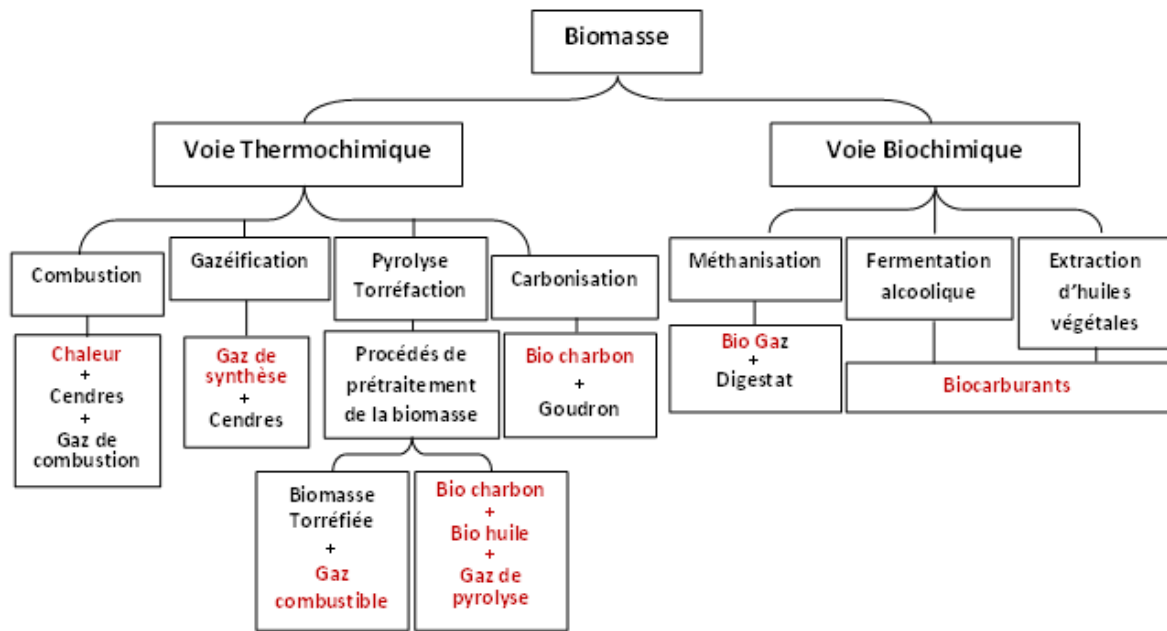 Biomasse
Voie Thermochimique
Voie Biochimique
Combustion
Gazéification
Pyrolyse
Torréfaction
Carbonisation
Méthanisation
Fermentation
alcoolique
Extraction
d'huiles
végétales
Chaleur
+
Cendres
+
Gaz de
combustion
Gaz de
synthèse
+
Cendres
Procédés de
prétraitement
de la biomasse
Bio charbon
+
Goudron
Bio Gaz
+
Digestat
Biocarburants
Biomasse
Torréfiée
+
Gaz
combustible
Bio charbon
+
Bio huile
+
Gaz de
pyrolyse